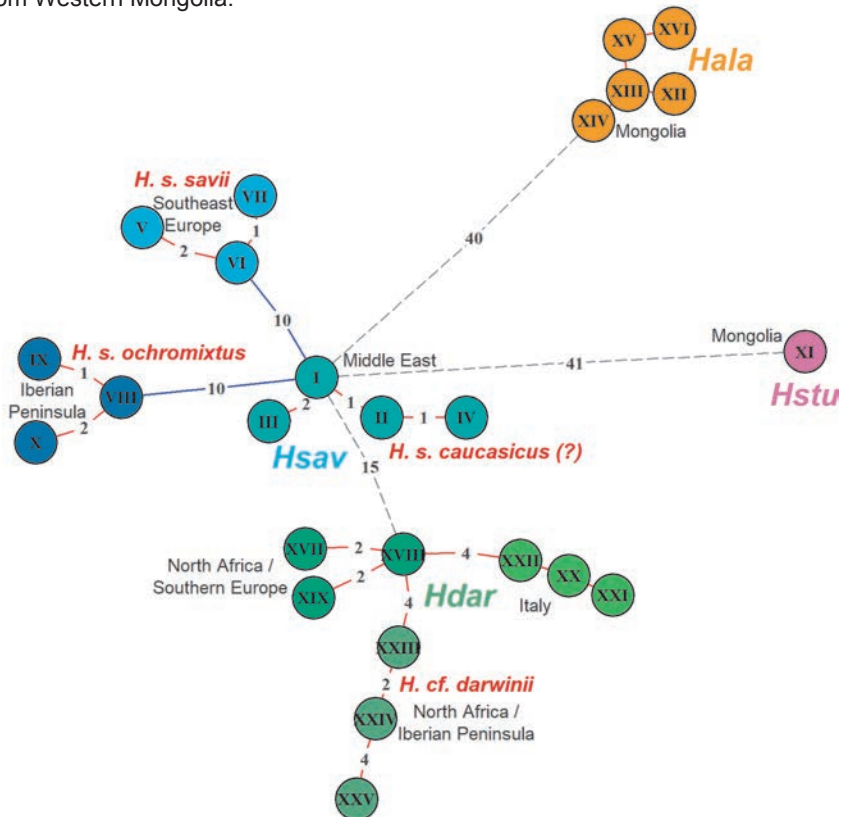 om Western Mongolia.
XV
XVI
Hala
XIII
XII
XIV
Mongolia
H. s. savii
VII
Southeast
Europe
V
1
2
VI
40
10
Mongolia
XI
Hstu
41
Middle East
I
IX
H. s. ochromixtus
1
Iberian
Peninsula
VIII
10
2
X
2
III
1
II
1
IV
Hsav
H. s. caucasicus (?)
15
North Africa /
Southern Europe
XVII
2
XVIII
4
XXII
XX
XXI
2
XIX
Hdar
Italy
4
XXIII
2
H. cf. darwinii
XXIV
North Africa /
Iberian Peninsula
4
XXV